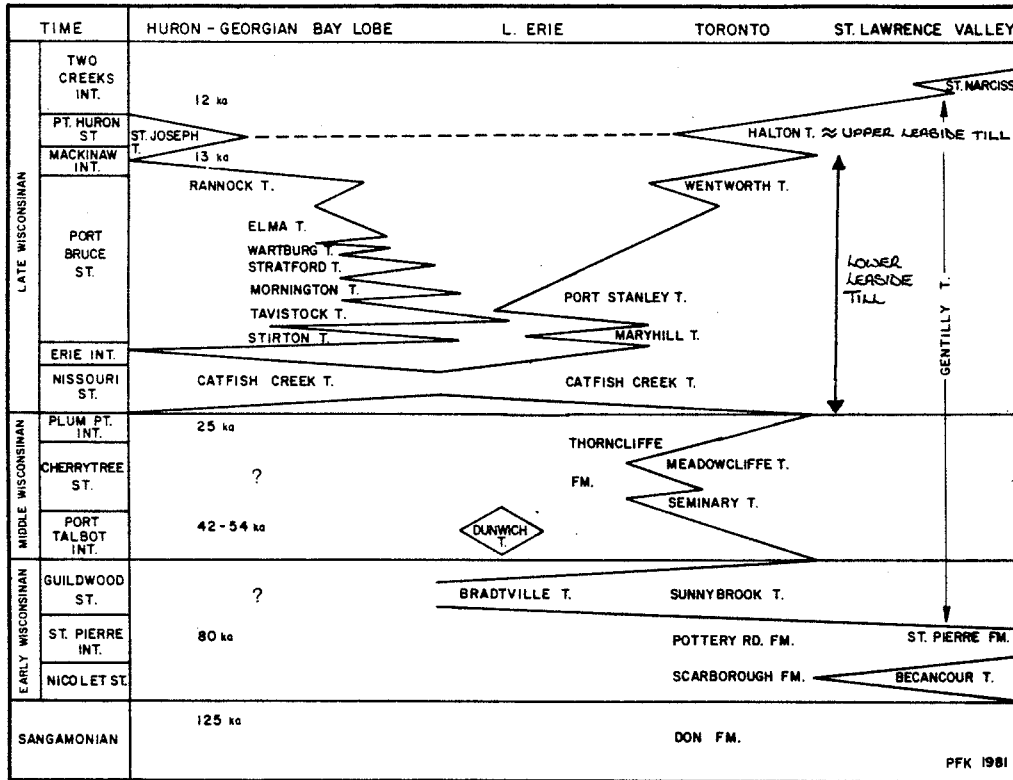 TIME
HURON - GEORGIAN BAY LOBE
L. ERIE
TORONTO
ST. LAWRENCE VALLEY
LATE WISCONSINAN
TWO
CREEKS
INT.
12 ka
ST. NARCISS
PT. HURON
ST
ST. JOSEPH
T.
HALTON T. ≈ UPPER LEASIDE TILL
MACKINAW
INT.
13 ka
PORT
BRUCE
ST.
RANNOCK T.
WENTWORTH T.
ELMA T.
WARTBURG T.
STRATFORD T.
MORNINGTON T.
TAVISTOCK T.
STIRTON T.
PORT STANLEY T.
MARYHILL T.
LOWER
LEASIDE
TILL
GENTILLY T.
ERIE INT.
NISSOURI
ST.
CATFISH CREEK T.
CATFISH CREEK T.
MIDDLE WISCONSINAN
PLUM PT.
INT.
25 ka
THORNCLIFFE
FM.
CHERRYTREE
ST.
?
MEADOWCLIFFE T.
SEMINARY T.
PORT
TALBOT
INT.
42-54 ka
DUNWICH
T.
EARLY WISCONSINAN
GUILDWOOD
ST.
?
BRADTVILLE T.
SUNNYBROOK T.
ST. PIERRE
INT.
80 ka
POTTERY RD. FM.
ST. PIERRE FM.
NICOLET ST.
SCARBOROUGH FM.
BECANCOUR T.
SANGAMONIAN
125 ka
DON FM.
PFK 1981